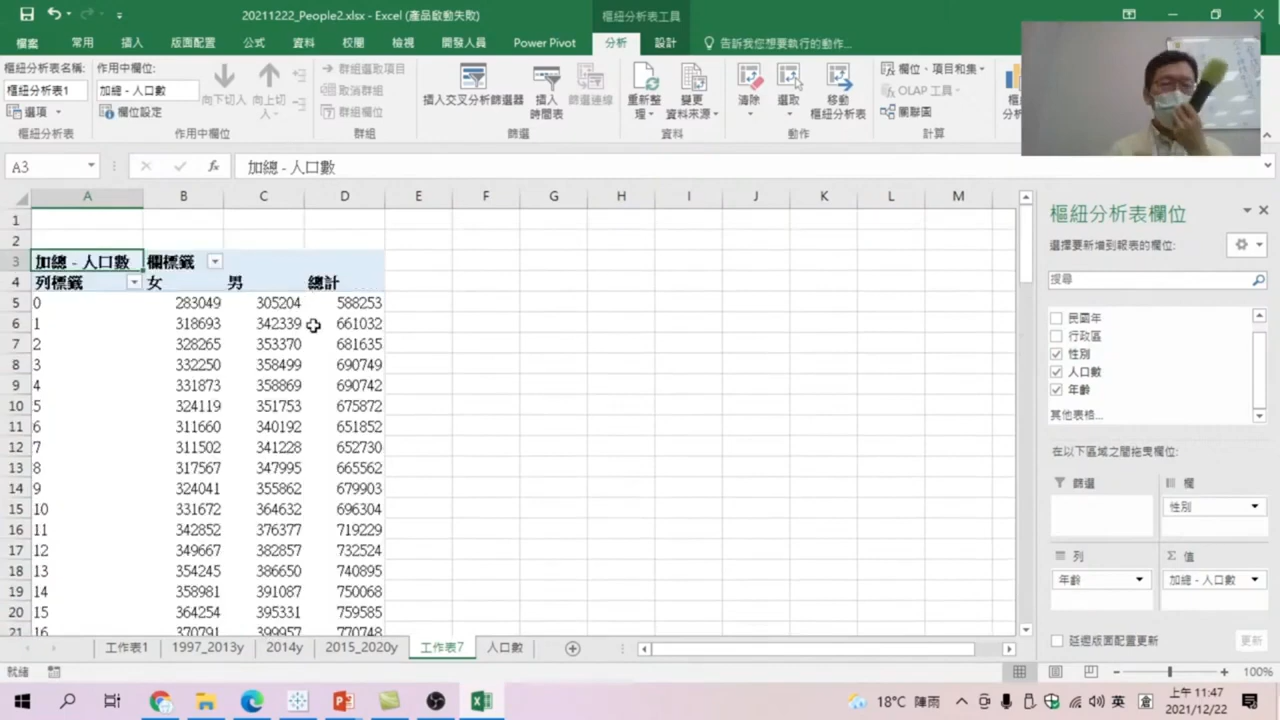 20211222_People2.xlsx - Excel (產品啟動失敗)
樞紐分析表工具
檔案 常用 插入 版面配置 公式 資料 校閱 檢視 開發人員 Power Pivot 分析 設計 告訴我您想要執行的動作...
樞紐分析表名稱: 作用中欄位:
樞紐分析表1 加總 - 人口數
選項 欄位設定
向下切入 向上切入
群組選取項目
取消群組
群組欄位
插入交叉分析篩選器 插入時間表 篩選連線
重新整理 變更資料來源
清除 選取 移動樞紐分析表
欄位、項目和集
OLAP 工具
關聯圖
樞紐分析表 作用中欄位 群組 篩選 資料 動作 計算
A3 fx 加總 - 人口數
A B C D E F G H I J K L M
1
2
3 加總 - 人口數 欄標籤
4 列標籤 女 男 總計
5 0 283049 305204 588253
6 1 318693 342339 661032
7 2 328265 353370 681635
8 3 332250 358499 690749
9 4 331873 358869 690742
10 5 324119 351753 675872
11 6 311660 340192 651852
12 7 311502 341228 652730
13 8 317567 347995 665562
14 9 324041 355862 679903
15 10 331672 364632 696304
16 11 342852 376377 719229
17 12 349667 382857 732524
18 13 354245 386650 740895
19 14 358981 391087 750068
20 15 364254 395331 759585
21 16 370791 399957 770748
樞紐分析表欄位
選擇要新增到報表的欄位:
搜尋
民國年
行政區
性別
人口數
年齡
其他表格...
在以下區域之間拖曳欄位:
篩選 欄
性別
列 Σ 值
年齡 加總 - 人口數
延遲版面配置更新 更新
工作表1 1997_2013y 2014y 2015_2020y 工作表7 人口數
就緒 100%
18°C 陣雨 英 上午 11:47
2021/12/22